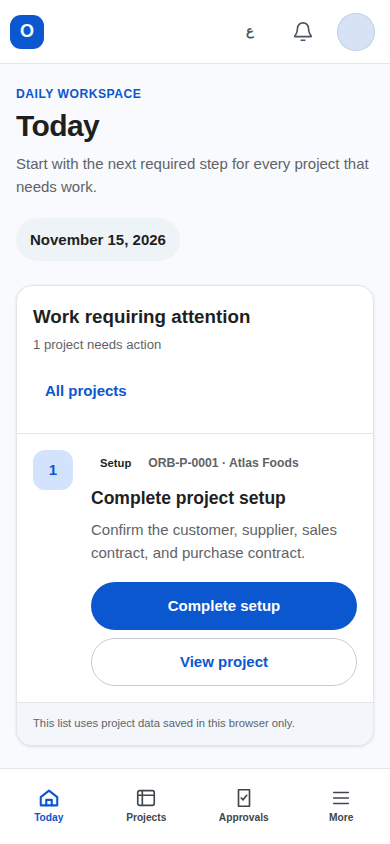 O
ع
DAILY WORKSPACE
Today
Start with the next required step for every project that
needs work.
November 15, 2026
Work requiring attention
1 project needs action
All projects
1
Setup ORB-P-0001 · Atlas Foods
Complete project setup
Confirm the customer, supplier, sales
contract, and purchase contract.
Complete setup
View project
This list uses project data saved in this browser only.
Today Projects Approvals More